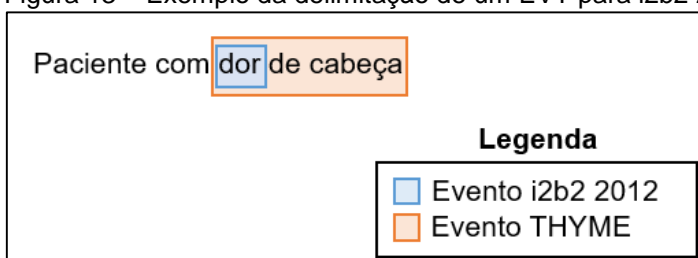 Paciente com dor de cabeça
Legenda
Evento i2b2 2012
Evento THYME